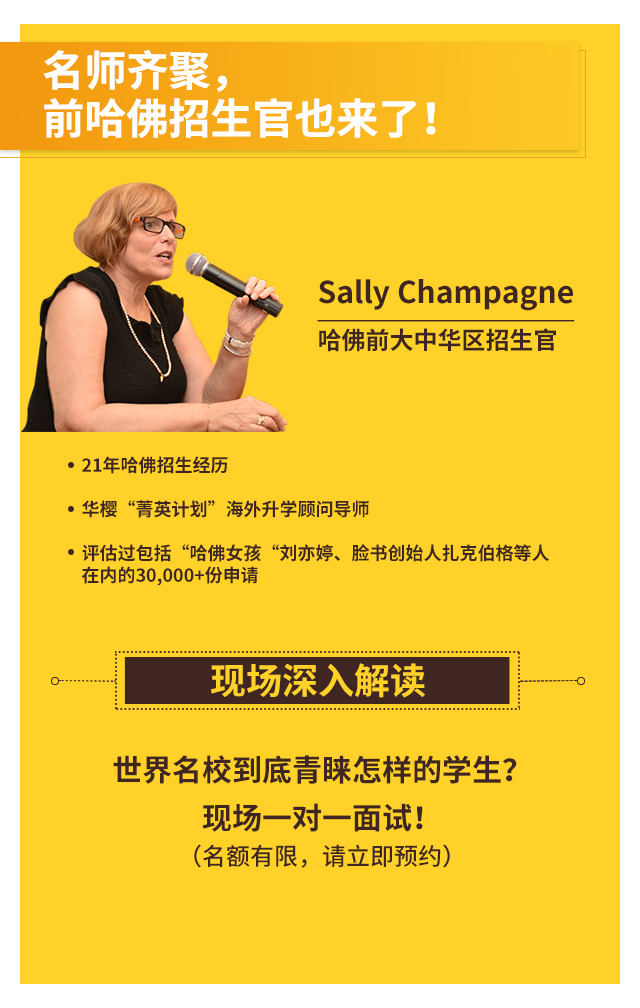 名师齐聚，
前哈佛招生官也来了！
Sally Champagne
哈佛前大中华区招生官
• 21年哈佛招生经历
• 华樱“菁英计划”海外升学顾问导师
• 评估过包括“哈佛女孩“刘亦婷、脸书创始人扎克伯格等人
在内的30,000+份申请
现场深入解读
世界名校到底青睐怎样的学生？
现场一对一面试！
（名额有限，请立即预约）